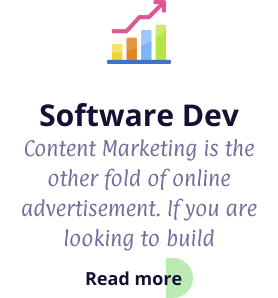 Software Dev
Content Marketing is the
other fold of online
advertisement. If you are
looking to build
Read more